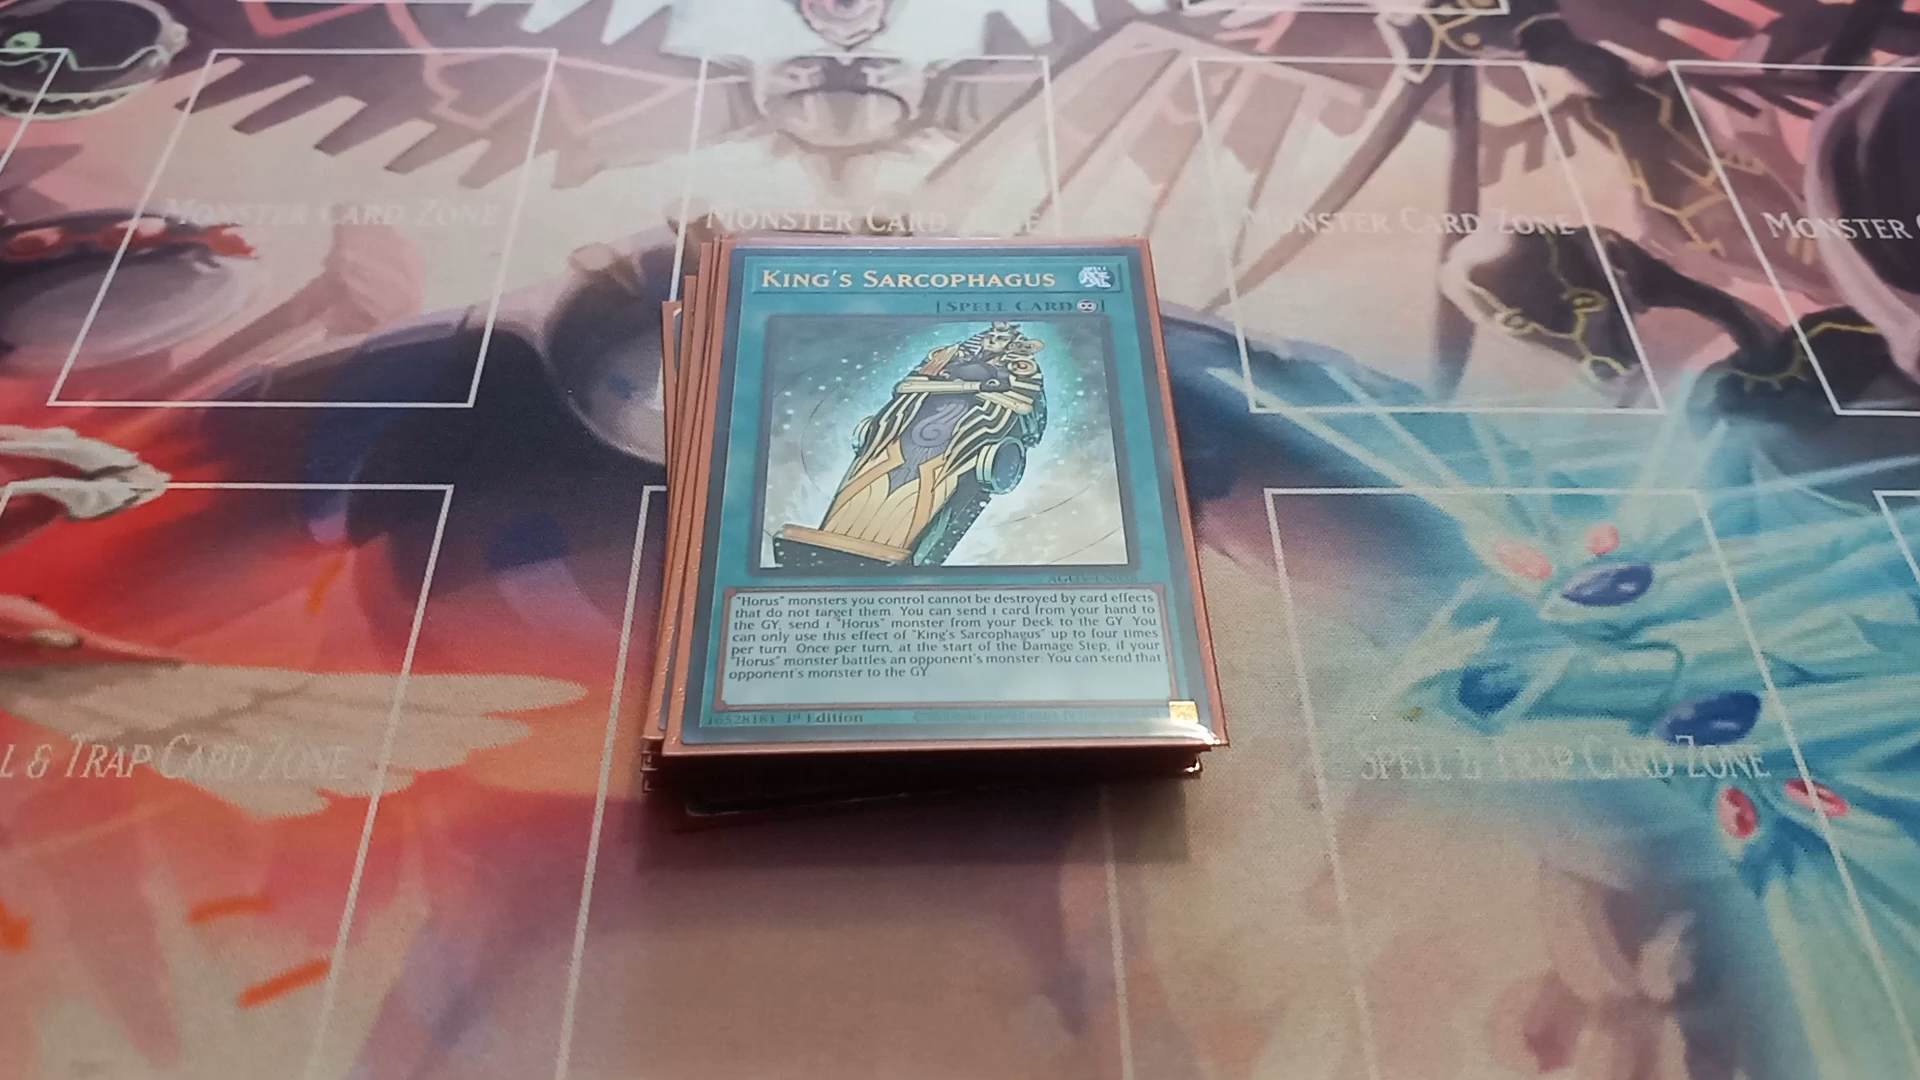 MONSTER CARD ZONE
MONSTER CARD ZONE
MONSTER CARD ZONE
MONSTER
KING'S SARCOPHAGUS
[SPELL CARD]
"Horus" monsters you control cannot be destroyed by card effects
that do not target them. You can send 1 card from your hand to
the GY, send 1 "Horus" monster from your Deck to the GY. You
can only use this effect of "King's Sarcophagus" up to four times
per turn. Once per turn, at the start of the Damage Step, if your
"Horus" monster battles an opponent's monster: You can send that
opponent's monster to the GY
16528181 1st Edition
L & TRAP CARD ZONE
SPELL & TRAP CARD ZONE